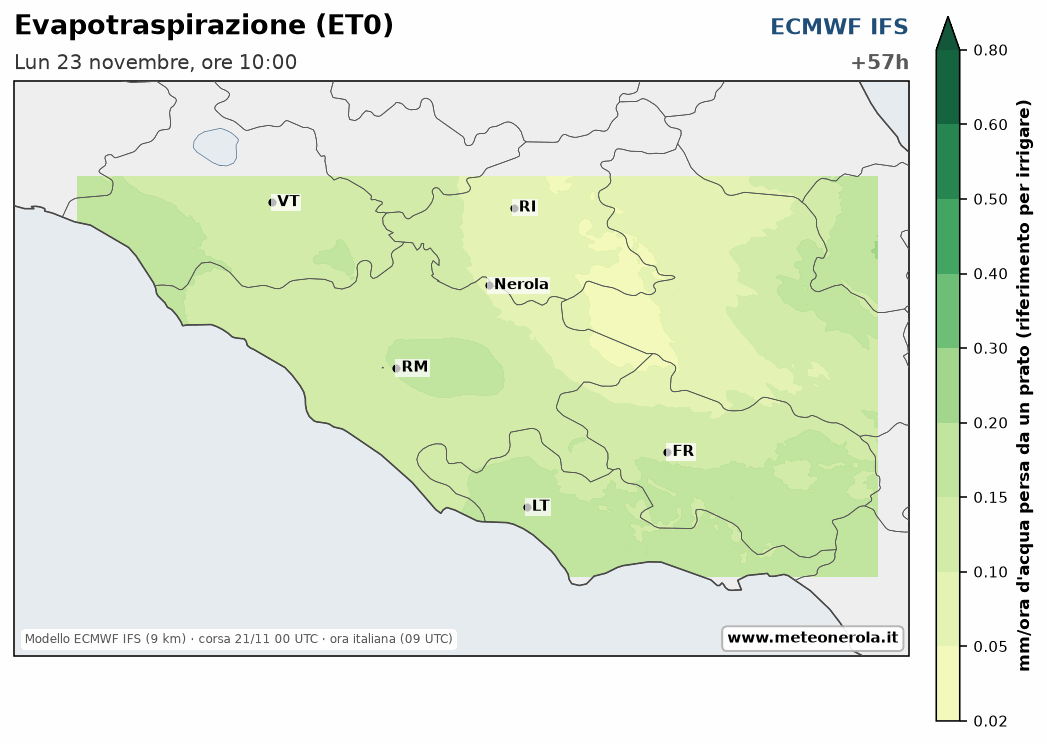 Evapotraspirazione (ET0)
ECMWF IFS
Lun 23 novembre, ore 10:00
+57h
VT
RI
Nerola
RM
FR
LT
Modello ECMWF IFS (9 km) · corsa 21/11 00 UTC · ora italiana (09 UTC)
www.meteonerola.it
0.80
0.60
0.50
0.40
0.30
0.20
0.15
0.10
0.05
0.02
mm/ora d'acqua persa da un prato (riferimento per irrigare)